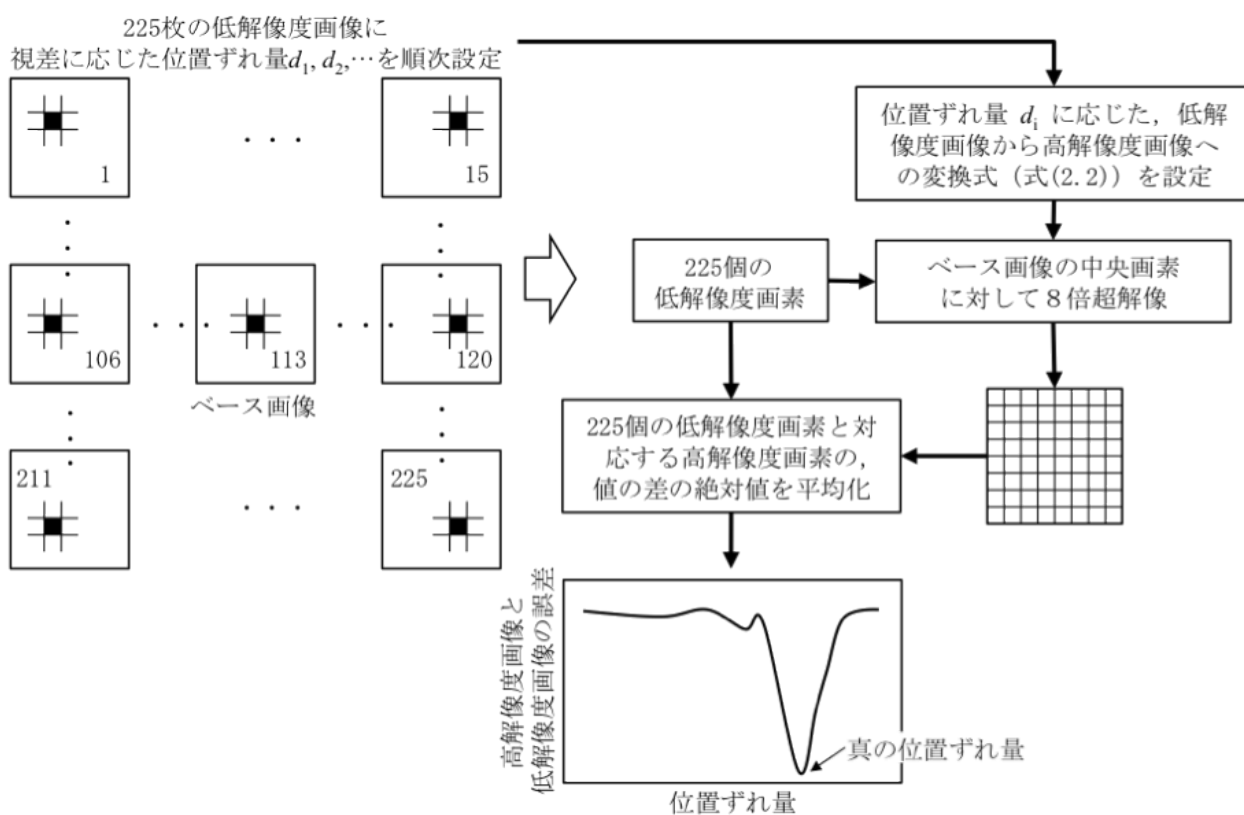 225枚の低解像度画像に
視差に応じた位置ずれ量d₁, d₂,…を順次設定
1
. . .
15
106
. . .
113
. . .
120
ベース画像
211
. . .
225
位置ずれ量 dᵢ に応じた，低解
像度画像から高解像度画像へ
の変換式（式(2.2)）を設定
225個の
低解像度画素
ベース画像の中央画素
に対して８倍超解像
225個の低解像度画素と対
応する高解像度画素の，
値の差の絶対値を平均化
高解像度画像と
低解像度画像の誤差
真の位置ずれ量
位置ずれ量